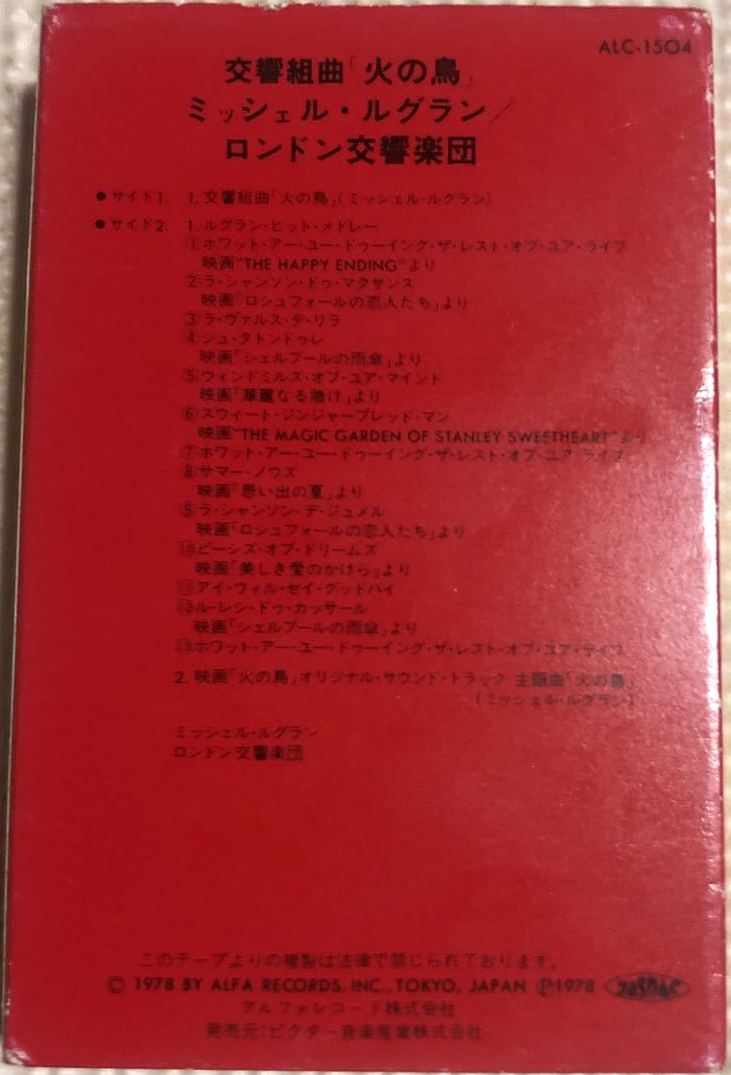 ALC-1504
交響組曲「火の鳥」
ミッシェル・ルグラン/
ロンドン交響楽団
●サイド1. 1. 交響組曲「火の鳥」(ミッシェル・ルグラン)
●サイド2. 1. ルグラン・ヒット・メドレー
①ホワット・アー・ユー・ドゥーイング・ザ・レスト・オブ・ユア・ライフ
映画"THE HAPPY ENDING"より
②ラ・シャンソン・ドゥ・マクサンス
映画「ロシュフォールの恋人たち」より
③ラ・ヴァルス・デ・リラ
④ジュ・タトンドゥレ
映画「シェルブールの雨傘」より
⑤ウィンドミルズ・オブ・ユア・マインド
映画「華麗なる賭け」より
⑥スウィート・ジンジャーブレッド・マン
映画"THE MAGIC GARDEN OF STANLEY SWEETHEART"より
⑦ホワット・アー・ユー・ドゥーイング・ザ・レスト・オブ・ユア・ライフ
⑧サマー・ノウズ
映画「思い出の夏」より
⑨ラ・シャンソン・デ・ジュメル
映画「ロシュフォールの恋人たち」より
⑩ピーシズ・オブ・ドリームズ
映画「美しき愛のかけら」より
⑪アイ・ウィル・セイ・グッドバイ
⑫ル・レシ・ドゥ・カッサール
映画「シェルブールの雨傘」より
⑬ホワット・アー・ユー・ドゥーイング・ザ・レスト・オブ・ユア・ライフ
2. 映画「火の鳥」オリジナル・サウンド・トラック 主題曲「火の鳥」
(ミッシェル・ルグラン)
ミッシェル・ルグラン
ロンドン交響楽団
このテープよりの複製は法律で禁じられております。
© 1978 BY ALFA RECORDS, INC., TOKYO, JAPAN ℗1978
アルファレコード株式会社
発売元:ビクター音楽産業株式会社